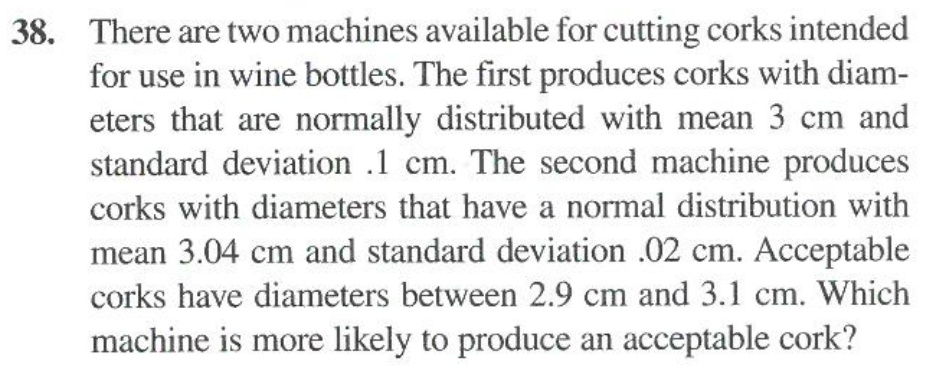 38. There are two machines available for cutting corks intended
for use in wine bottles. The first produces corks with diam-
eters that are normally distributed with mean 3 cm and
standard deviation .1 cm. The second machine produces
corks with diameters that have a normal distribution with
mean 3.04 cm and standard deviation .02 cm. Acceptable
corks have diameters between 2.9 cm and 3.1 cm. Which
machine is more likely to produce an acceptable cork?